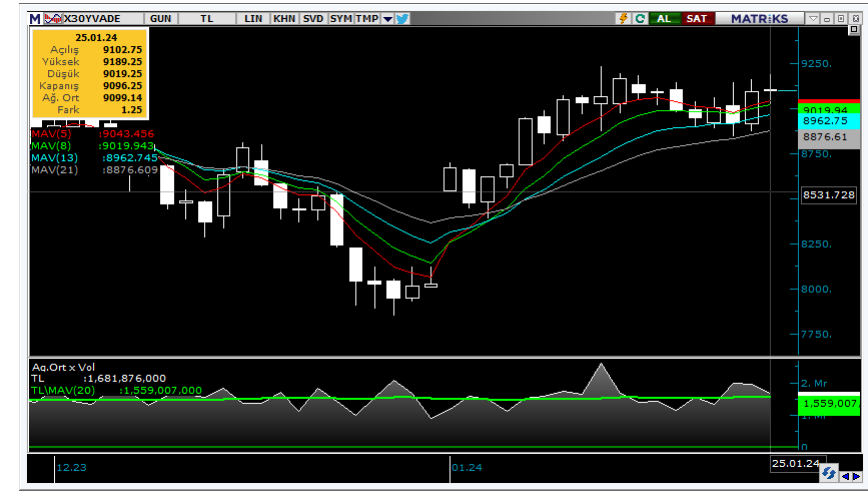 M X30YVADE GUN TL LIN KHN SVD SYM TMP AL SAT MATRiKS
25.01.24
Açılış 9102.75
Yüksek 9189.25
Düşük 9019.25
Kapanış 9096.25
Ağ. Ort 9099.14
Fark 1.25
MAV(5) :9043.456
MAV(8) :9019.943
MAV(13) :8962.745
MAV(21) :8876.609
9250.
9019.94
8962.75
8876.61
8750.
8531.728
8250.
8000.
7750.
Ag.Ort x Vol
TL :1,681,876,000
TL\MAV(20) :1,559,007,000
2. Mr
1,559,007
0
12.23 01.24 25.01.24